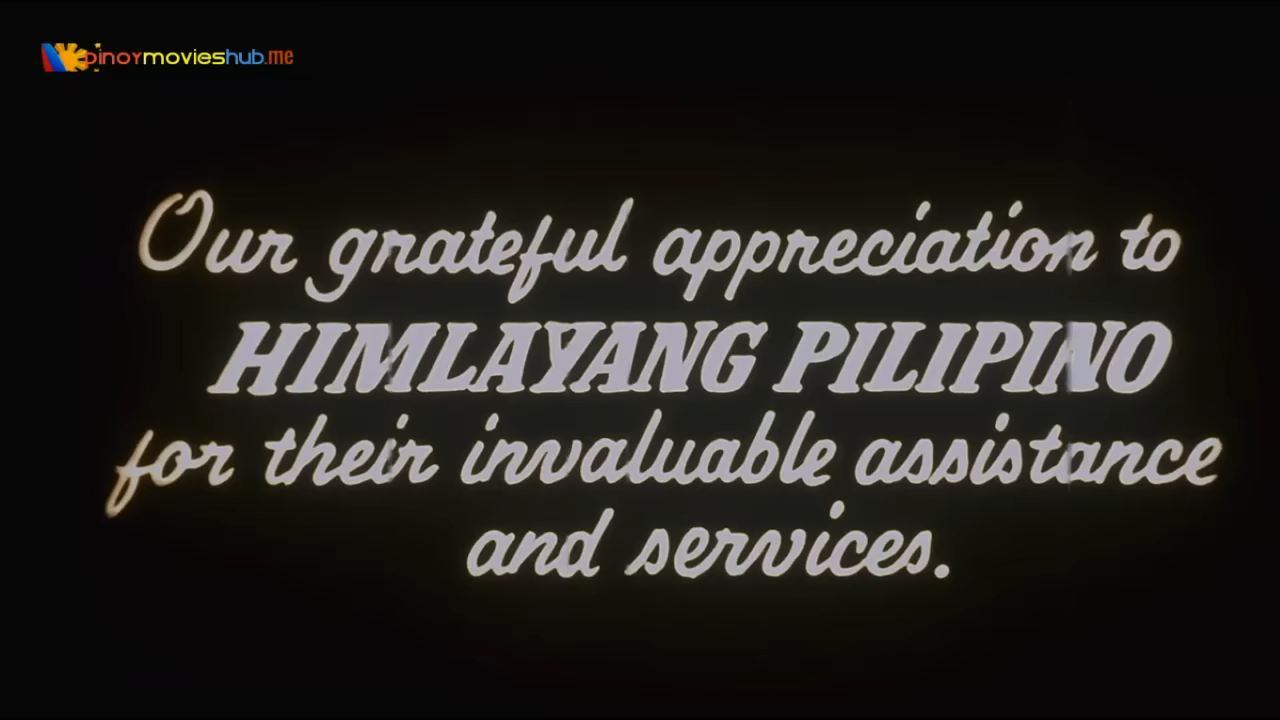 pinoymovieshub.me
Our grateful appreciation to
HIMLAYANG PILIPINO
for their invaluable assistance
and services.